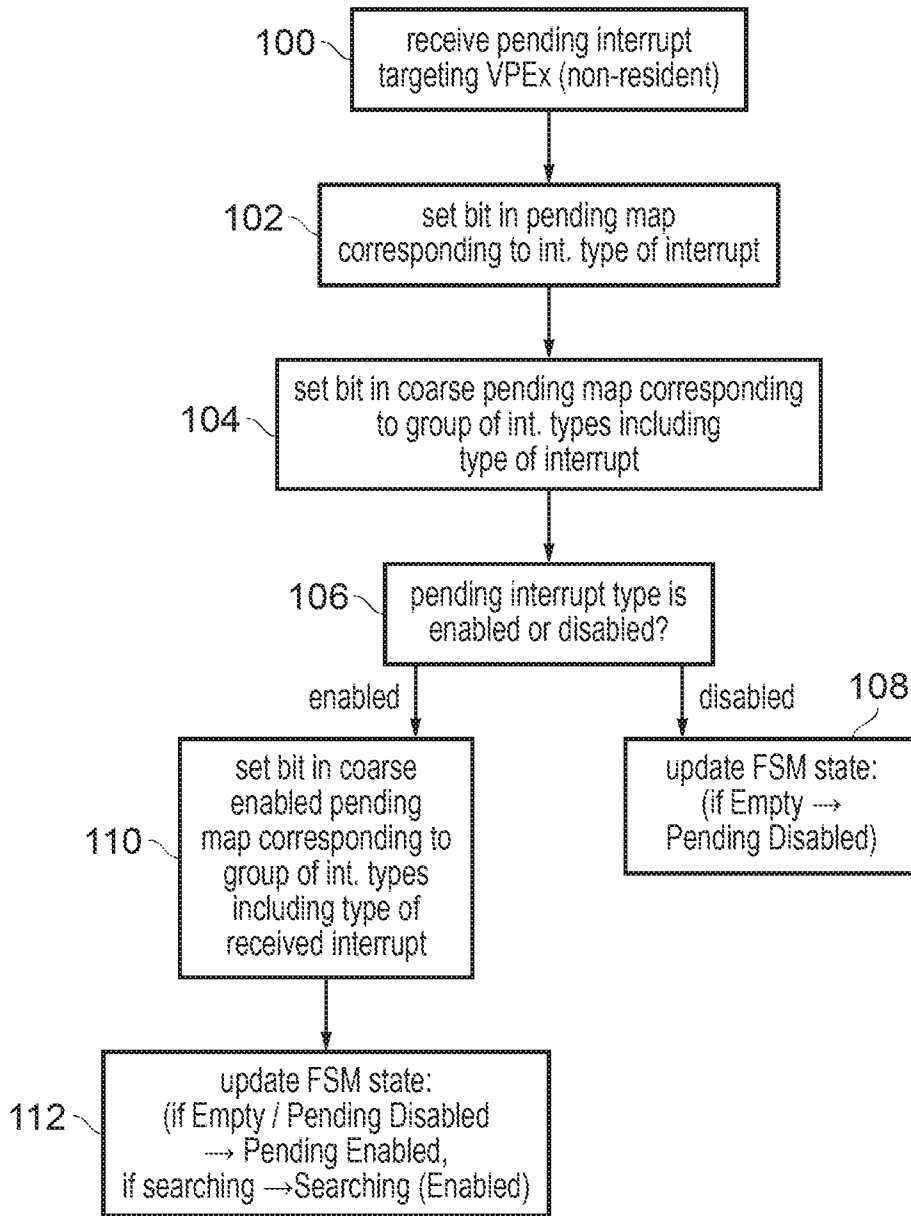 100
receive pending interrupt
targeting VPEx (non-resident)
102
set bit in pending map
corresponding to int. type of interrupt
104
set bit in coarse pending map corresponding
to group of int. types including
type of interrupt
106
pending interrupt type is
enabled or disabled?
enabled
disabled
108
update FSM state:
(if Empty →
Pending Disabled)
110
set bit in coarse
enabled pending
map corresponding to
group of int. types
including type of
received interrupt
112
update FSM state:
(if Empty / Pending Disabled
→ Pending Enabled,
if searching →Searching (Enabled)